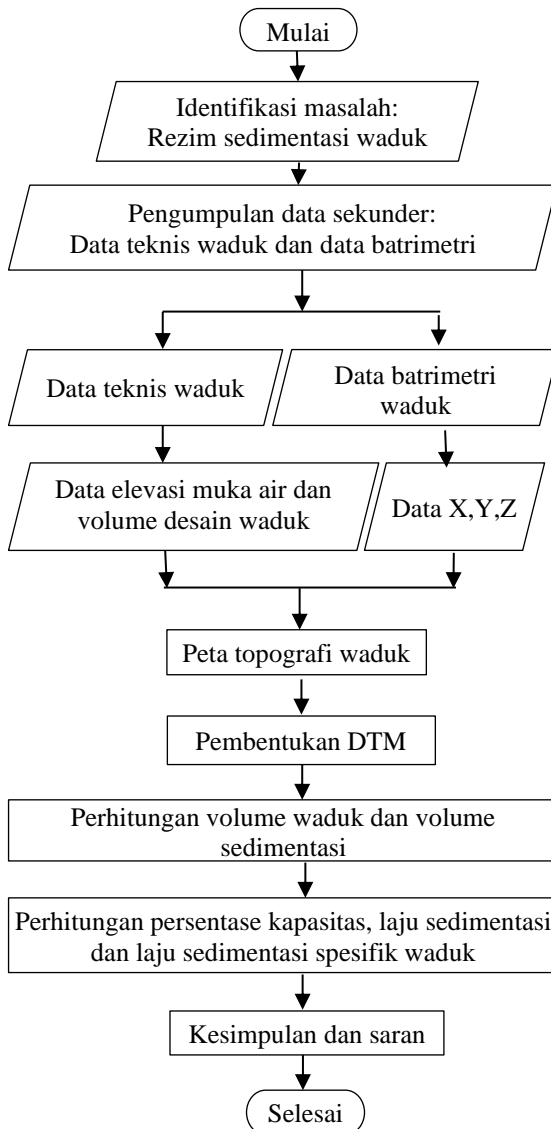 Mulai
Identifikasi masalah:
Rezim sedimentasi waduk
Pengumpulan data sekunder:
Data teknis waduk dan data batrimetri
Data teknis waduk
Data batrimetri
waduk
Data elevasi muka air dan
volume desain waduk
Data X,Y,Z
Peta topografi waduk
Pembentukan DTM
Perhitungan volume waduk dan volume
sedimentasi
Perhitungan persentase kapasitas, laju sedimentasi
dan laju sedimentasi spesifik waduk
Kesimpulan dan saran
Selesai